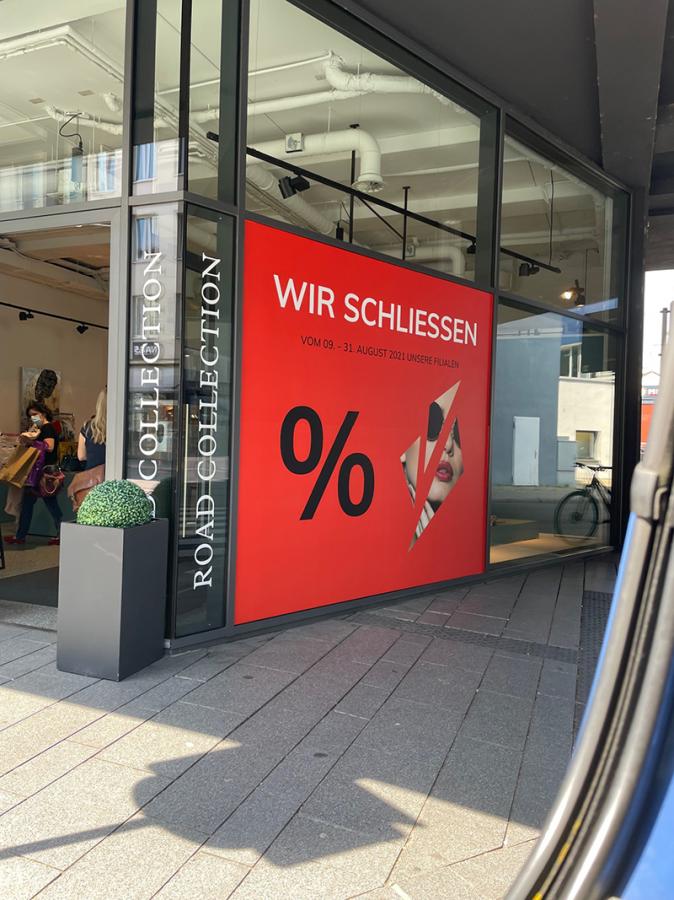 ROAD COLLECTION
COLLECTION
WIR SCHLIESSEN
VOM 09. - 31. AUGUST 2021 UNSERE FILIALEN
%